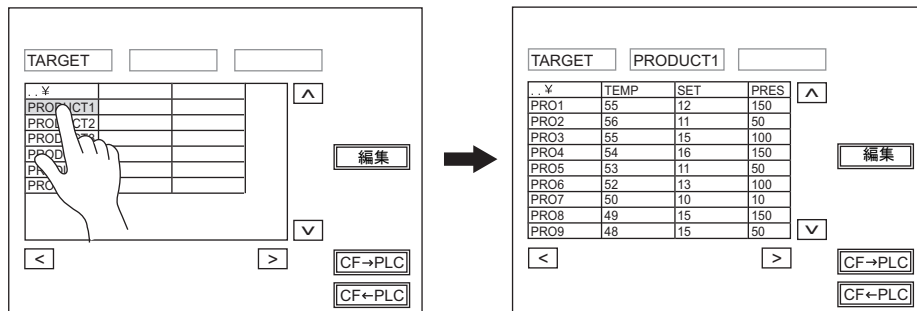 TARGET
. . ¥
PRODUCT1
編集
CF→PLC
CF←PLC
TARGET PRODUCT1
. . ¥ TEMP SET PRES
PRO1 55 12 150
PRO2 56 11 50
PRO3 55 15 100
PRO4 54 16 150
PRO5 53 11 50
PRO6 52 13 100
PRO7 50 10 10
PRO8 49 15 150
PRO9 48 15 50
編集
CF→PLC
CF←PLC